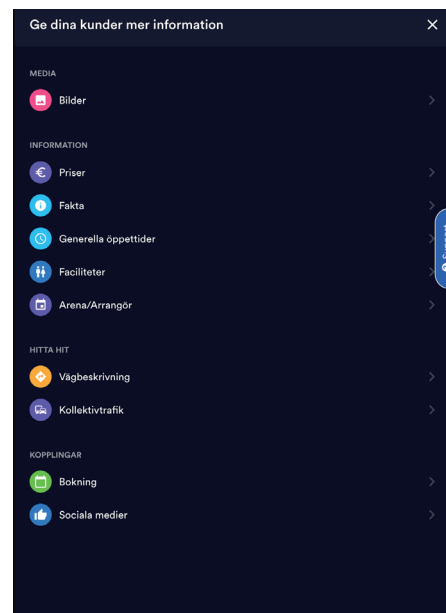 Ge dina kunder mer information
MEDIA
Bilder
INFORMATION
Priser
Fakta
Generella öppettider
Faciliteter
Arena/Arrangör
HITTA HIT
Vägbeskrivning
Kollektivtrafik
KOPPLINGAR
Bokning
Sociala medier